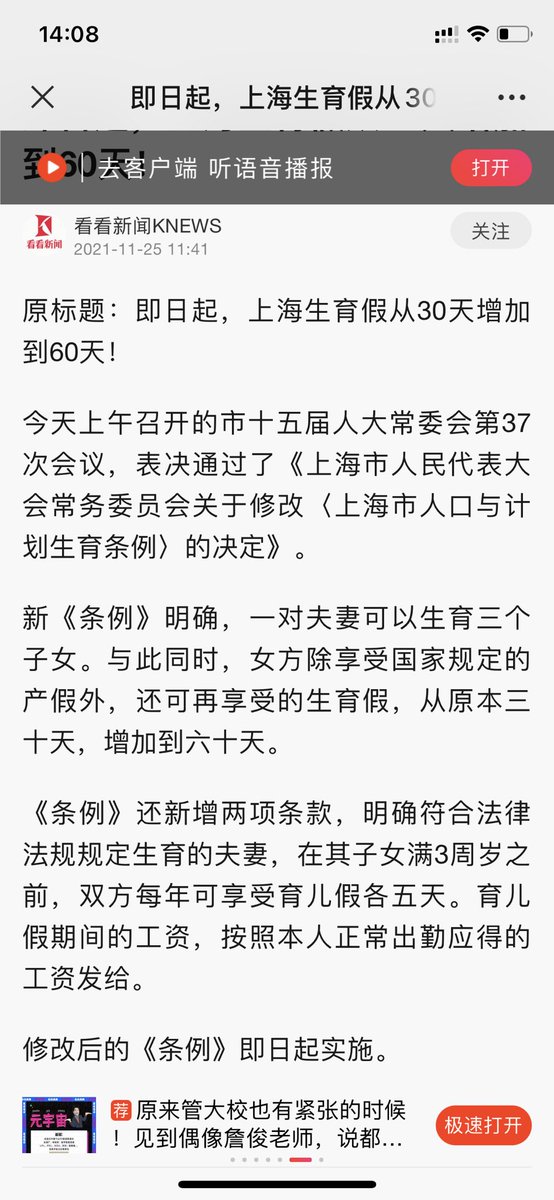 14:08
即日起，上海生育假从30
到60天！
去客户端 听语音播报
打开
看看新闻KNEWS
2021-11-25 11:41
关注
K
看看新闻
原标题：即日起，上海生育假从30天增加
到60天！
今天上午召开的市十五届人大常委会第37
次会议，表决通过了《上海市人民代表大
会常务委员会关于修改〈上海市人口与计
划生育条例〉的决定》。
新《条例》明确，一对夫妻可以生育三个
子女。与此同时，女方除享受国家规定的
产假外，还可再享受的生育假，从原本三
十天，增加到六十天。
《条例》还新增两项条款，明确符合法律
法规规定生育的夫妻，在其子女满3周岁之
前，双方每年可享受育儿假各五天。育儿
假期间的工资，按照本人正常出勤应得的
工资发给。
修改后的《条例》即日起实施。
元宇宙
荐 原来管大校也有紧张的时候
！见到偶像詹俊老师，说都...
极速打开